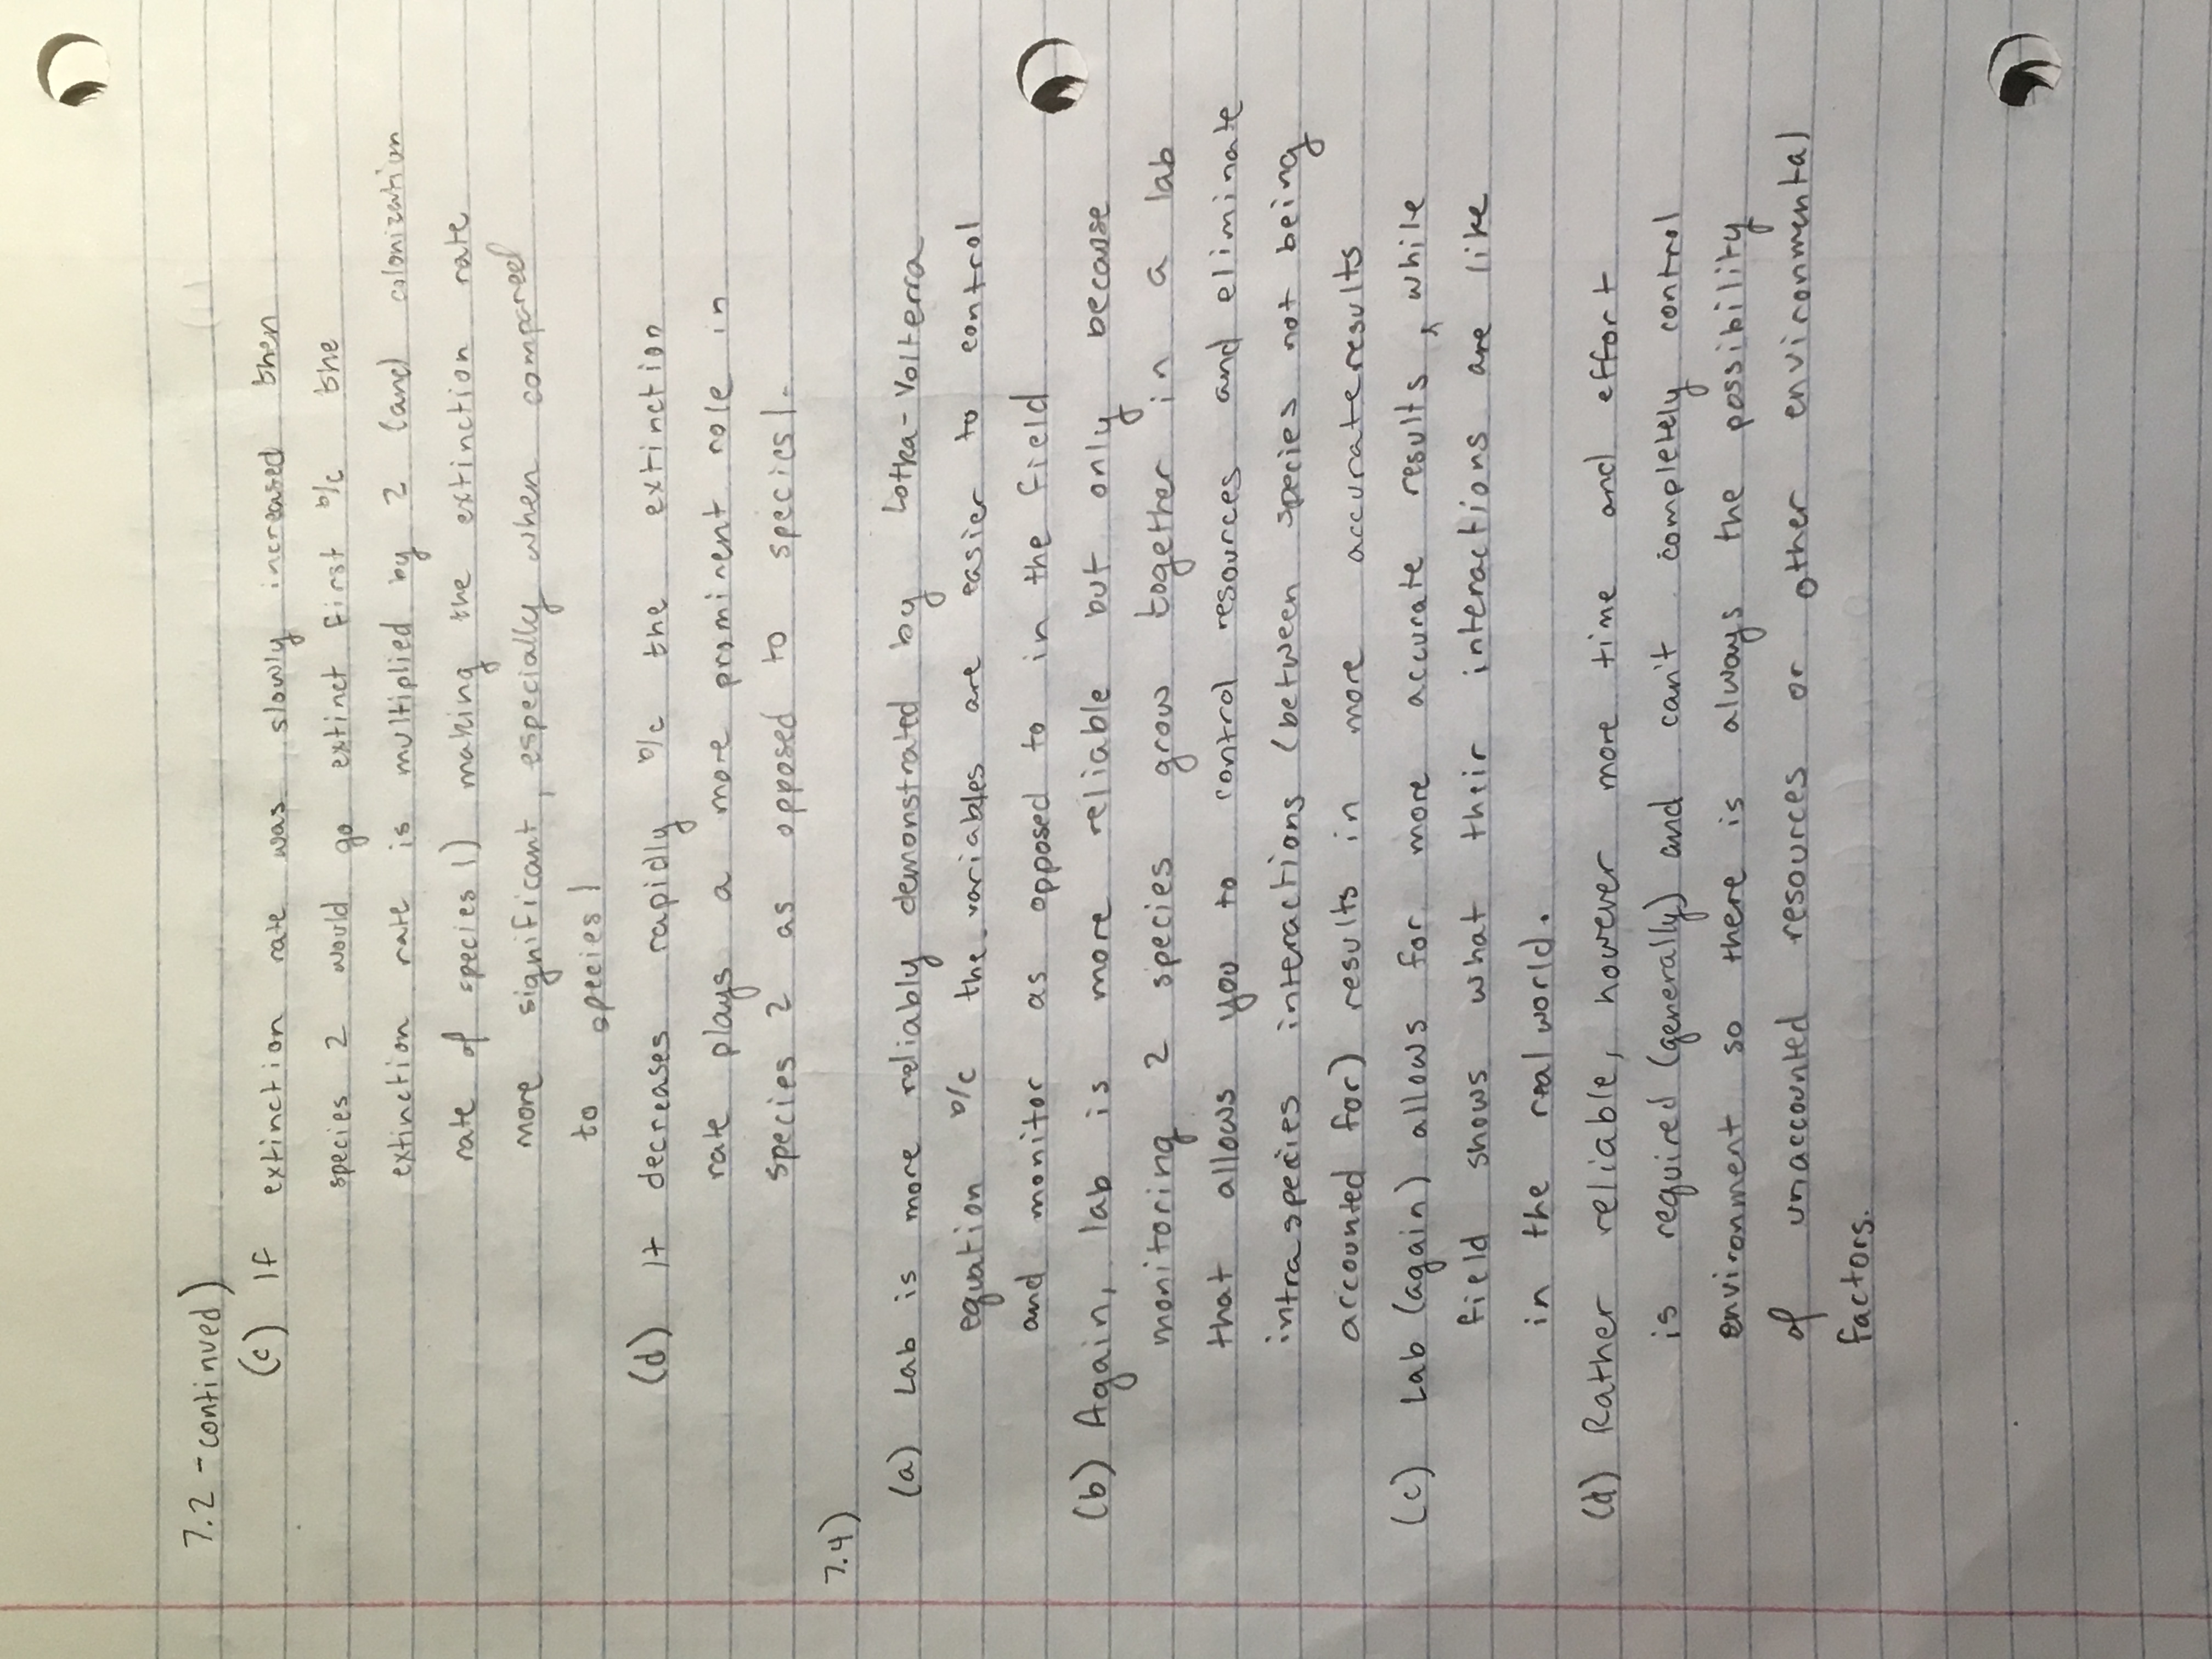 7.2 - continued)
(c) If extinction rate was slowly increased then
species 2 would go extinct first b/c the
extinction rate is multiplied by 2 (and colonization
rate of species 1) making the extinction rate
more significant, especially when compared
to species 1
(d) It decreases rapidly b/c the extinction
rate plays a more prominent role in
species 2 as opposed to species 1.
7.4)
(a) Lab is more reliably demonstrated by Lotka-Volterra
equation b/c the variables are easier to control
and monitor as opposed to in the field
(b) Again, lab is more reliable but only because
monitoring 2 species grow together in a lab
that allows you to control resources and eliminate
intraspecies interactions (between species not being
accounted for) results in more accurate results
(c) Lab (again) allows for more accurate results, while
field shows what their interactions are like
in the real world.
(d) Rather reliable, however more time and effort
is required (generally) and can't completely control
environment so there is always the possibility
of unaccounted resources or other environmental
factors.